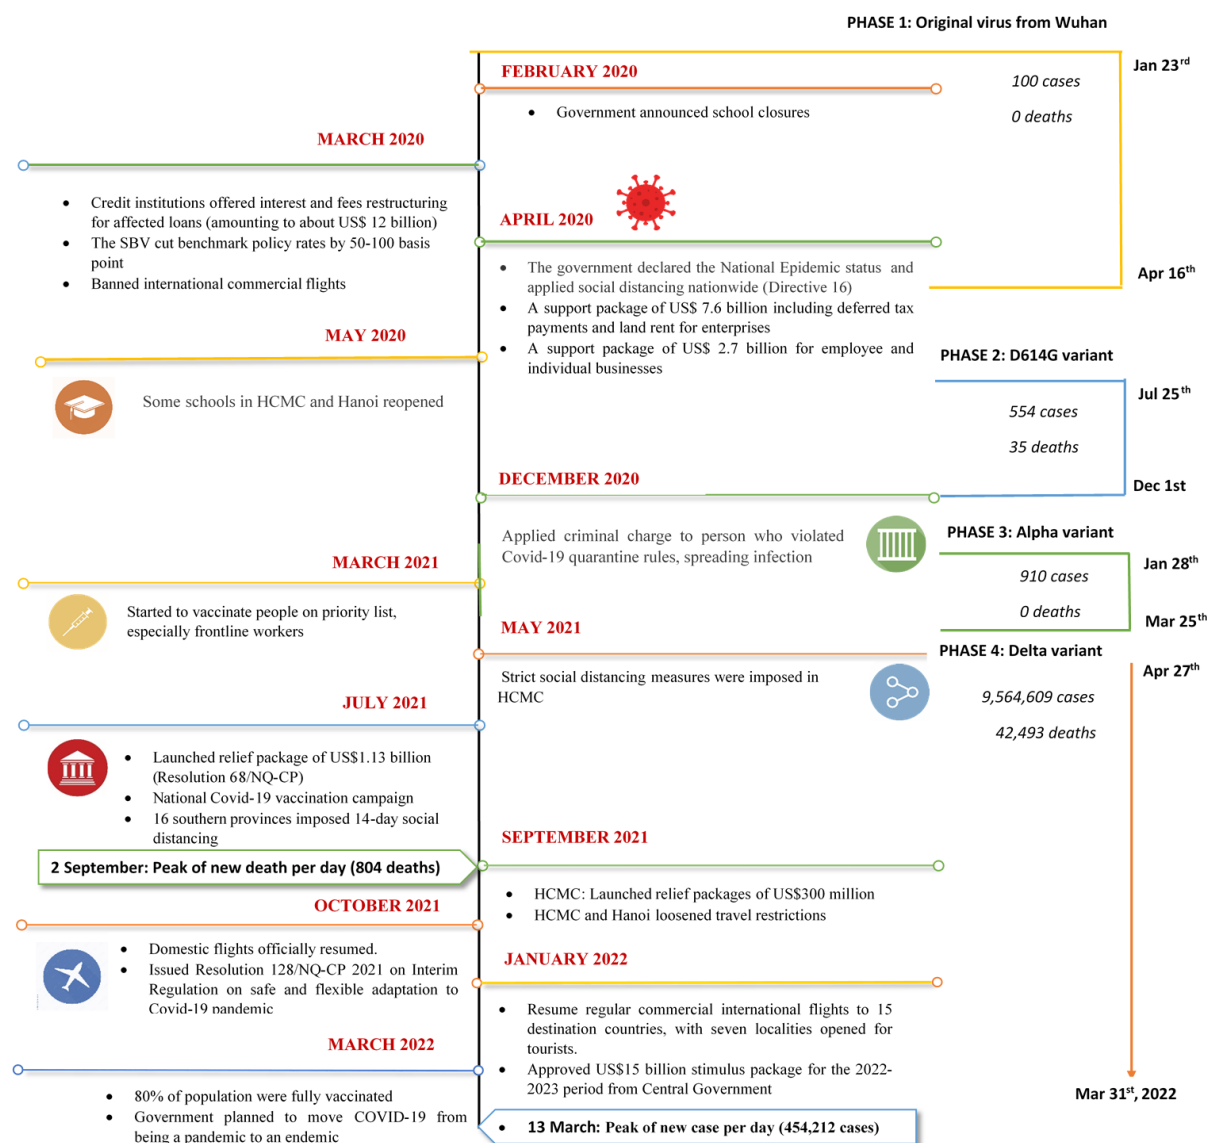 PHASE 1: Original virus from Wuhan
Jan 23rd
FEBRUARY 2020
100 cases
0 deaths
• Government announced school closures
MARCH 2020
• Credit institutions offered interest and fees restructuring
for affected loans (amounting to about US$ 12 billion)
• The SBV cut benchmark policy rates by 50-100 basis
point
• Banned international commercial flights
APRIL 2020
• The government declared the National Epidemic status and
applied social distancing nationwide (Directive 16)
• A support package of US$ 7.6 billion including deferred tax
payments and land rent for enterprises
• A support package of US$ 2.7 billion for employee and
individual businesses
Apr 16th
MAY 2020
Some schools in HCMC and Hanoi reopened
PHASE 2: D614G variant
Jul 25th
554 cases
35 deaths
Dec 1st
DECEMBER 2020
Applied criminal charge to person who violated
Covid-19 quarantine rules, spreading infection
PHASE 3: Alpha variant
Jan 28th
910 cases
0 deaths
Mar 25th
MARCH 2021
Started to vaccinate people on priority list,
especially frontline workers
MAY 2021
Strict social distancing measures were imposed in
HCMC
PHASE 4: Delta variant
Apr 27th
9,564,609 cases
42,493 deaths
JULY 2021
• Launched relief package of US$1.13 billion
(Resolution 68/NQ-CP)
• National Covid-19 vaccination campaign
• 16 southern provinces imposed 14-day social
distancing
2 September: Peak of new death per day (804 deaths)
SEPTEMBER 2021
• HCMC: Launched relief packages of US$300 million
• HCMC and Hanoi loosened travel restrictions
OCTOBER 2021
• Domestic flights officially resumed.
• Issued Resolution 128/NQ-CP 2021 on Interim
Regulation on safe and flexible adaptation to
Covid-19 pandemic
JANUARY 2022
• Resume regular commercial international flights to 15
destination countries, with seven localities opened for
tourists.
• Approved US$15 billion stimulus package for the 2022-
2023 period from Central Government
MARCH 2022
• 80% of population were fully vaccinated
• Government planned to move COVID-19 from
being a pandemic to an endemic
Mar 31st, 2022
• 13 March: Peak of new case per day (454,212 cases)